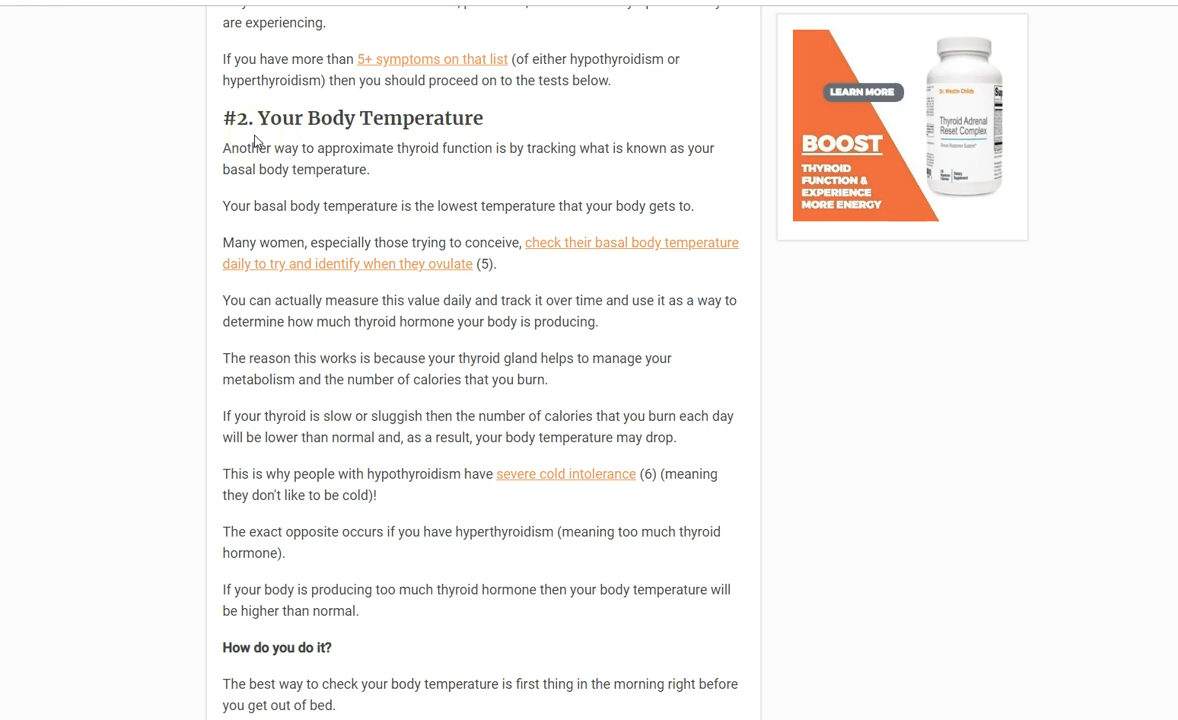 are experiencing.
If you have more than 5+ symptoms on that list (of either hypothyroidism or
hyperthyroidism) then you should proceed on to the tests below.
#2. Your Body Temperature
Another way to approximate thyroid function is by tracking what is known as your
basal body temperature.
Your basal body temperature is the lowest temperature that your body gets to.
Many women, especially those trying to conceive, check their basal body temperature
daily to try and identify when they ovulate (5).
You can actually measure this value daily and track it over time and use it as a way to
determine how much thyroid hormone your body is producing.
The reason this works is because your thyroid gland helps to manage your
metabolism and the number of calories that you burn.
If your thyroid is slow or sluggish then the number of calories that you burn each day
will be lower than normal and, as a result, your body temperature may drop.
This is why people with hypothyroidism have severe cold intolerance (6) (meaning
they don't like to be cold)!
The exact opposite occurs if you have hyperthyroidism (meaning too much thyroid
hormone).
If your body is producing too much thyroid hormone then your body temperature will
be higher than normal.
How do you do it?
The best way to check your body temperature is first thing in the morning right before
you get out of bed.
LEARN MORE
BOOST
THYROID
FUNCTION &
EXPERIENCE
MORE ENERGY
Dr. Westin Childs
Thyroid Adrenal
Reset Complex